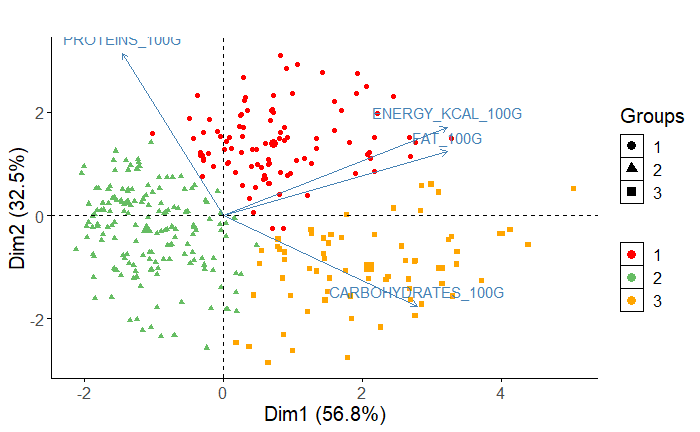 PROTEINS_100G
ENERGY_KCAL_100G
FAT_100G
CARBOHYDRATES_100G
2
0
-2
Dim2 (32.5%)
-2
0
2
4
Dim1 (56.8%)
Groups
1
2
3
1
2
3